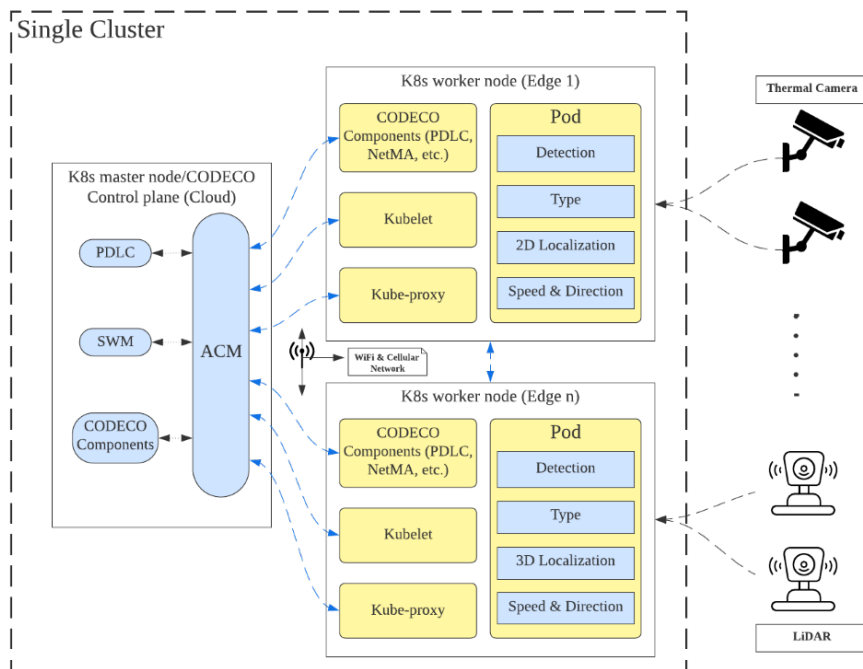 Single Cluster
K8s master node/CODECO
Control plane (Cloud)
PDLC
SWM
CODECO
Components
ACM
K8s worker node (Edge 1)
CODECO
Components (PDLC,
NetMA, etc.)
Kubelet
Kube-proxy
Pod
Detection
Type
2D Localization
Speed & Direction
WiFi & Cellular
Network
K8s worker node (Edge n)
CODECO
Components (PDLC,
NetMA, etc.)
Kubelet
Kube-proxy
Pod
Detection
Type
3D Localization
Speed & Direction
Thermal Camera
LiDAR